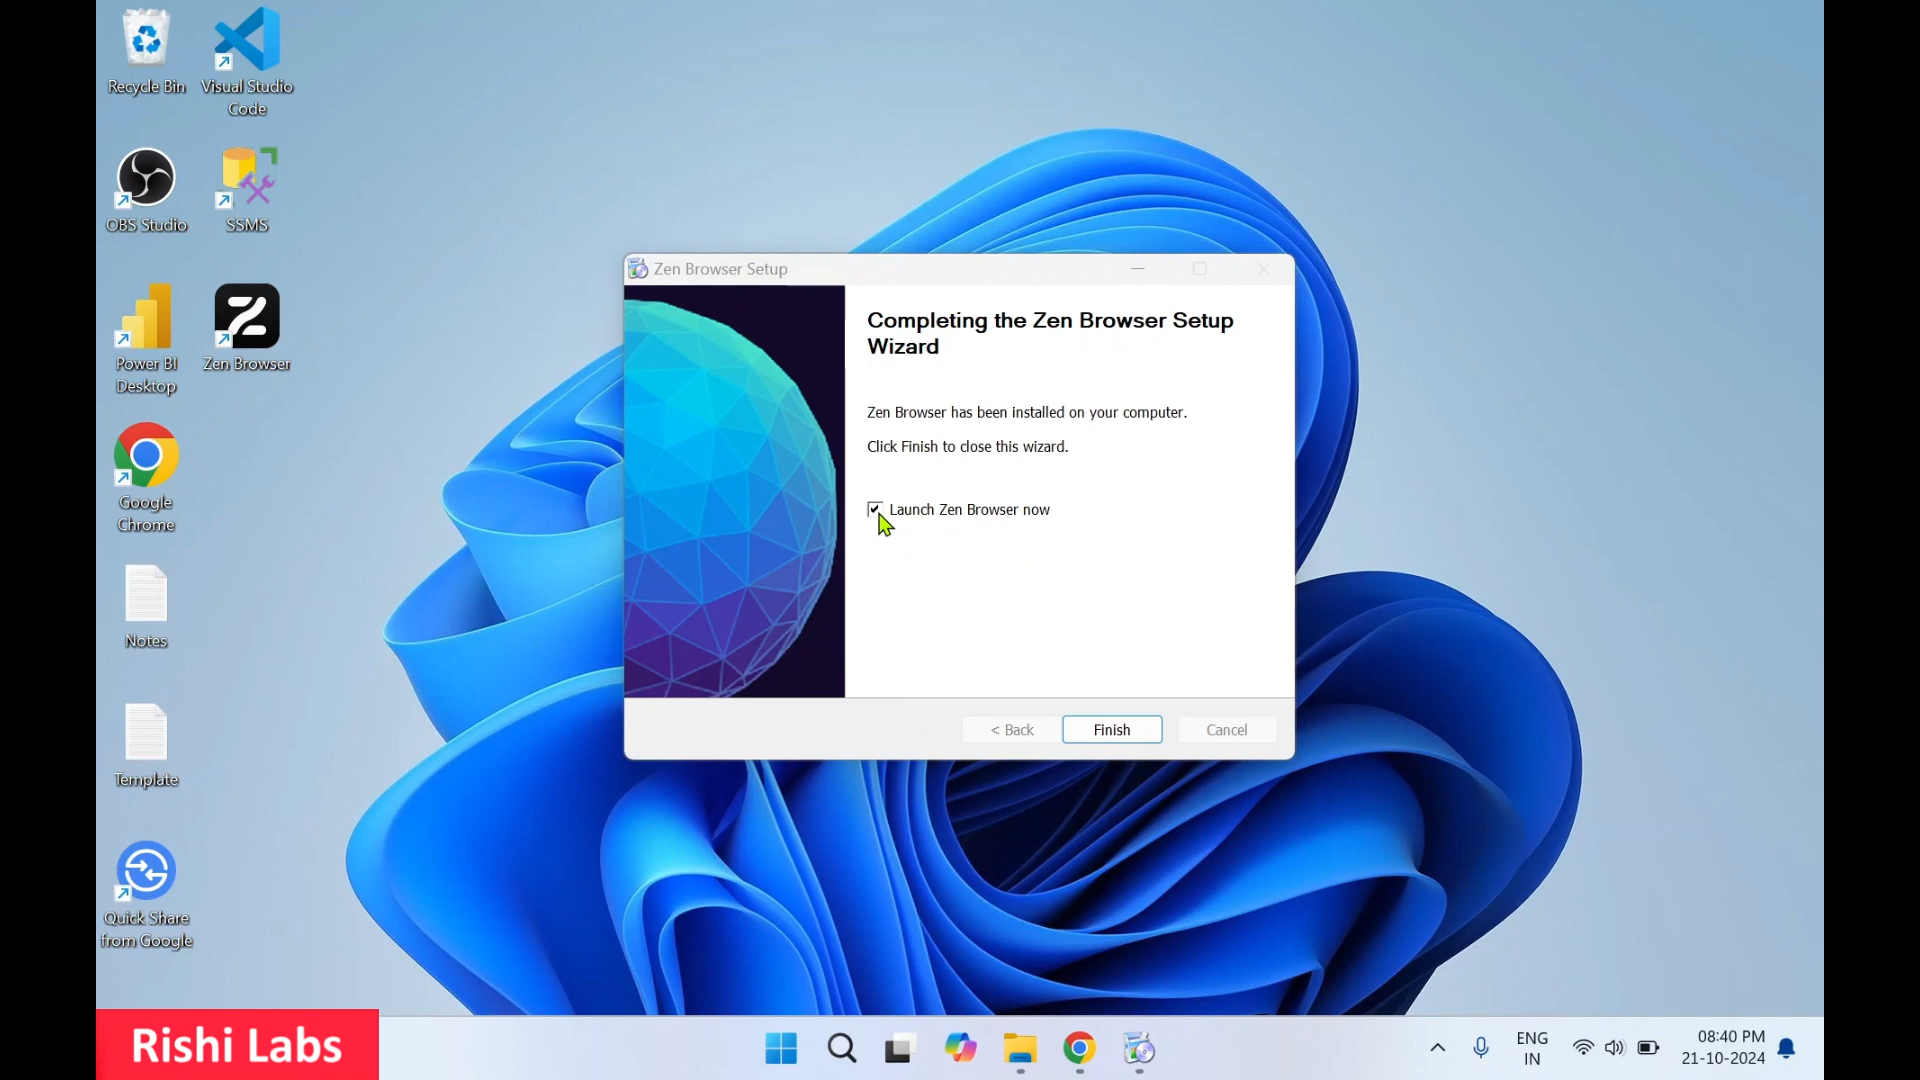 Recycle Bin
Visual Studio
Code
OBS Studio
SSMS
Power BI
Desktop
Zen Browser
Google
Chrome
Notes
Template
Quick Share
from Google
Zen Browser Setup
Completing the Zen Browser Setup
Wizard
Zen Browser has been installed on your computer.
Click Finish to close this wizard.
Launch Zen Browser now
< Back
Finish
Cancel
Rishi Labs
ENG
IN
08:40 PM
21-10-2024